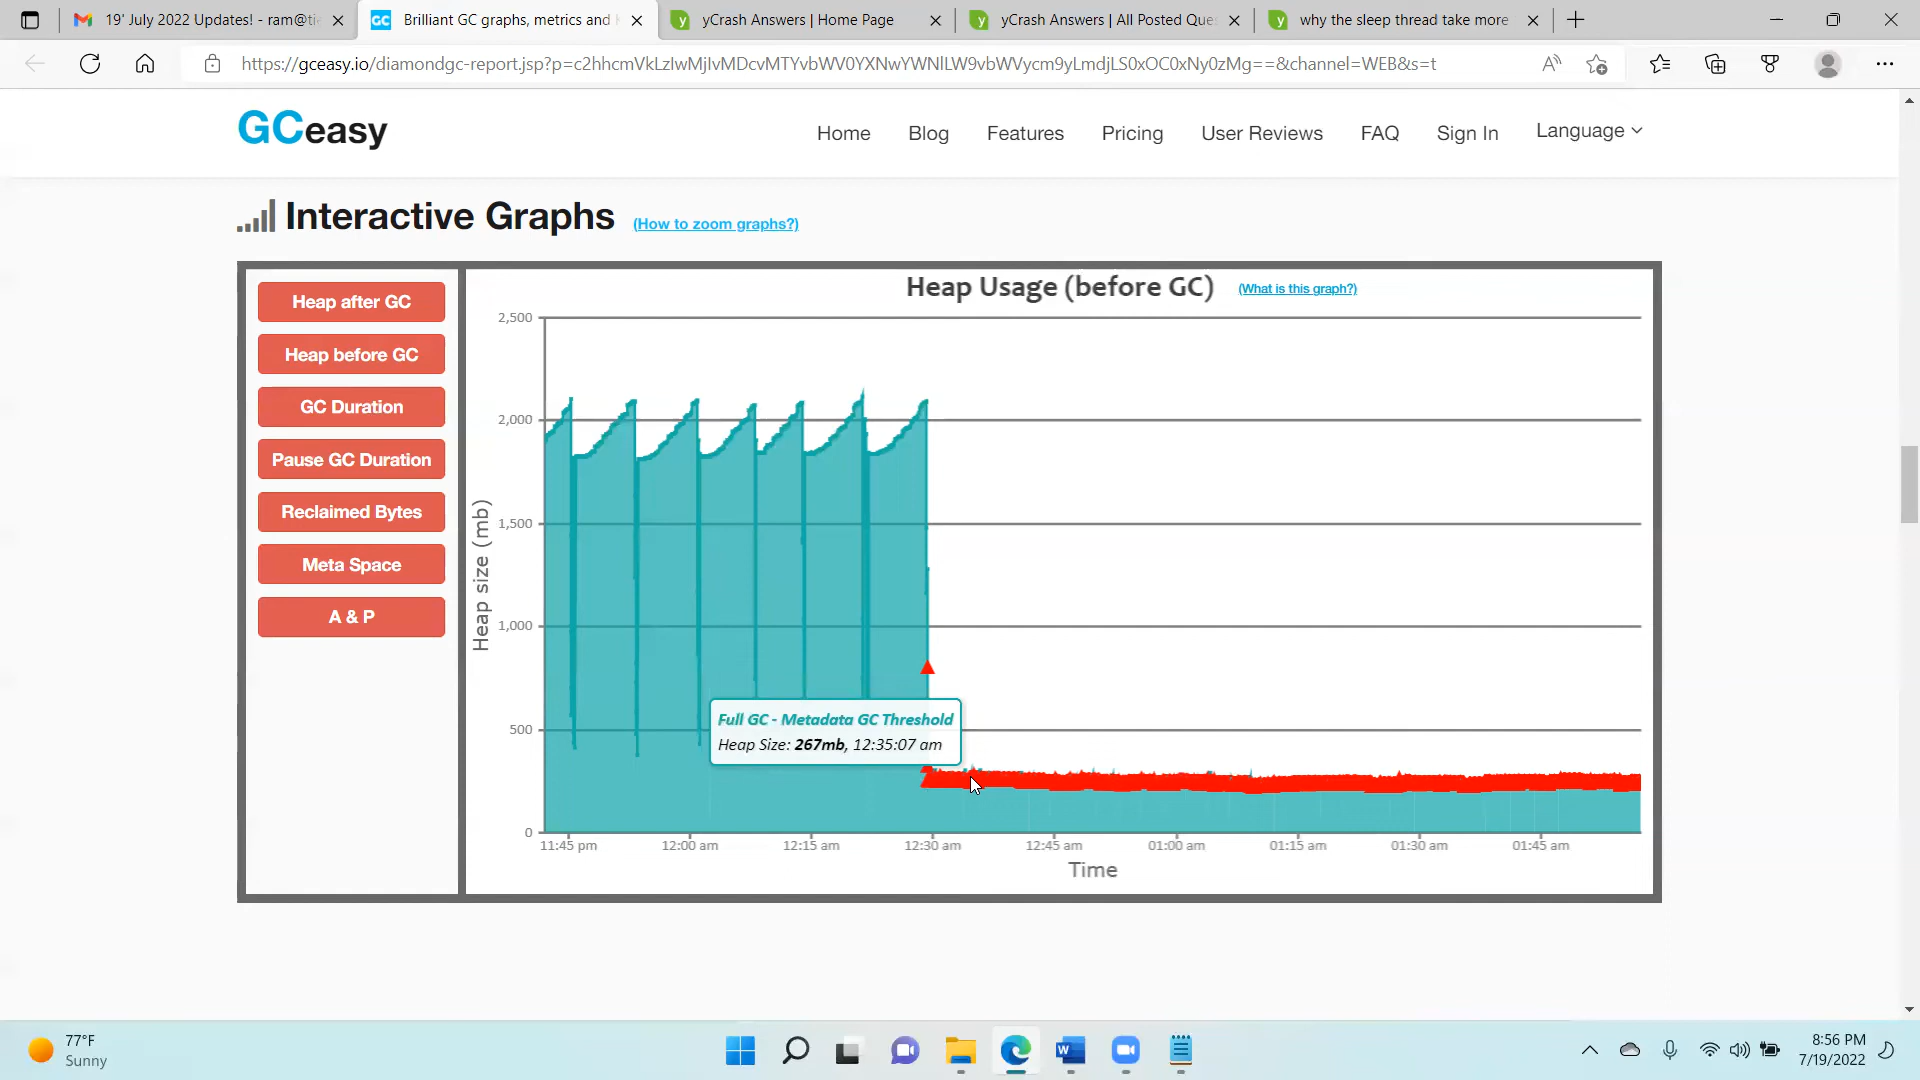 19' July 2022 Updates! - ram@ti
Brilliant GC graphs, metrics and
yCrash Answers | Home Page
yCrash Answers | All Posted Que
why the sleep thread take more
https://gceasy.io/diamondgc-report.jsp?p=c2hhcmVkLzIwMjIvMDcvMTYvbWV0YXNwYWNlLW9vbWVycm9yLmdjLS0xOC0xNy0zMg==&channel=WEB&s=t
GCeasy
Home Blog Features Pricing User Reviews FAQ Sign In Language
Interactive Graphs (How to zoom graphs?)
Heap after GC
Heap before GC
GC Duration
Pause GC Duration
Reclaimed Bytes
Meta Space
A & P
Heap Usage (before GC) (What is this graph?)
Heap size (mb)
2,500
2,000
1,500
1,000
500
0
Full GC - Metadata GC Threshold
Heap Size: 267mb, 12:35:07 am
11:45 pm 12:00 am 12:15 am 12:30 am 12:45 am 01:00 am 01:15 am 01:30 am 01:45 am
Time
77°F
Sunny
8:56 PM
7/19/2022